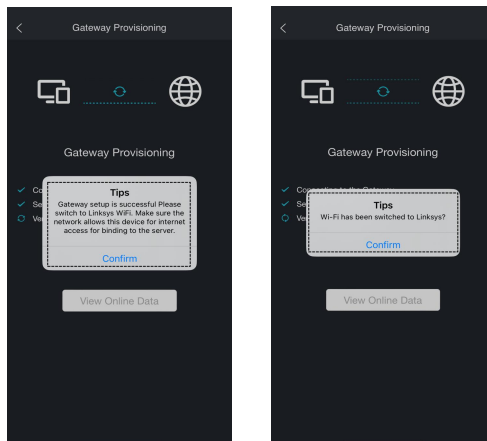 Gateway Provisioning
Gateway Provisioning
Tips
Gateway setup is successful Please
switch to Linksys WiFi. Make sure the
network allows this device for internet
access for binding to the server.
Confirm
View Online Data
Gateway Provisioning
Gateway Provisioning
Tips
Wi-Fi has been switched to Linksys?
Confirm
View Online Data